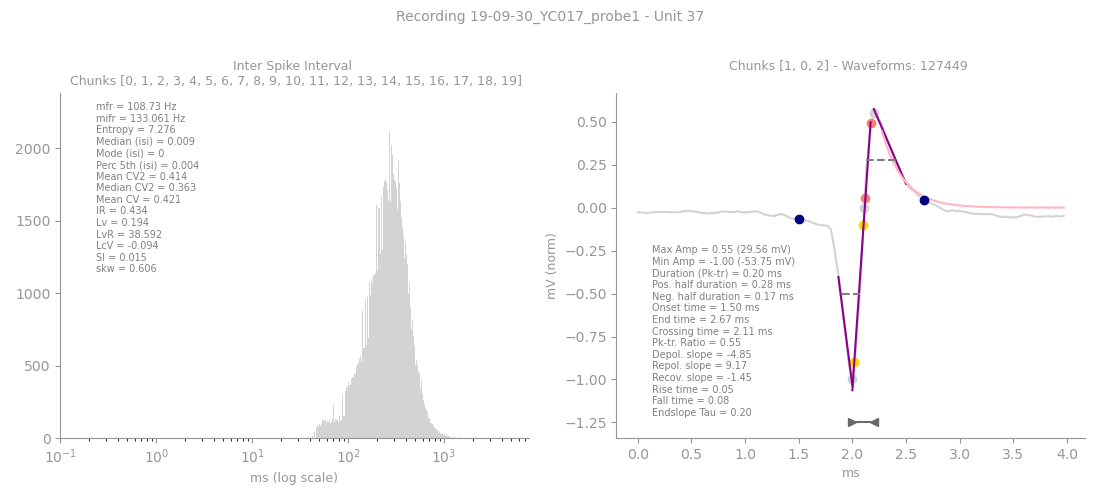 Recording 19-09-30_YC017_probe1 - Unit 37
Inter Spike Interval
Chunks [0, 1, 2, 3, 4, 5, 6, 7, 8, 9, 10, 11, 12, 13, 14, 15, 16, 17, 18, 19]
mfr = 108.73 Hz
mifr = 133.061 Hz
Entropy = 7.276
Median (isi) = 0.009
Mode (isi) = 0
Perc 5th (isi) = 0.004
Mean CV2 = 0.414
Median CV2 = 0.363
Mean CV = 0.421
IR = 0.434
Lv = 0.194
LvR = 38.592
LcV = -0.094
SI = 0.015
skw = 0.606
2000
1500
1000
500
0
10⁻¹ 10⁰ 10¹ 10² 10³
ms (log scale)
Chunks [1, 0, 2] - Waveforms: 127449
mV (norm)
0.50
0.25
0.00
−0.25
−0.50
−0.75
−1.00
−1.25
Max Amp = 0.55 (29.56 mV)
Min Amp = -1.00 (-53.75 mV)
Duration (Pk-tr) = 0.20 ms
Pos. half duration = 0.28 ms
Neg. half duration = 0.17 ms
Onset time = 1.50 ms
End time = 2.67 ms
Crossing time = 2.11 ms
Pk-tr. Ratio = 0.55
Depol. slope = -4.85
Repol. slope = 9.17
Recov. slope = -1.45
Rise time = 0.05
Fall time = 0.08
Endslope Tau = 0.20
0.0 0.5 1.0 1.5 2.0 2.5 3.0 3.5 4.0
ms